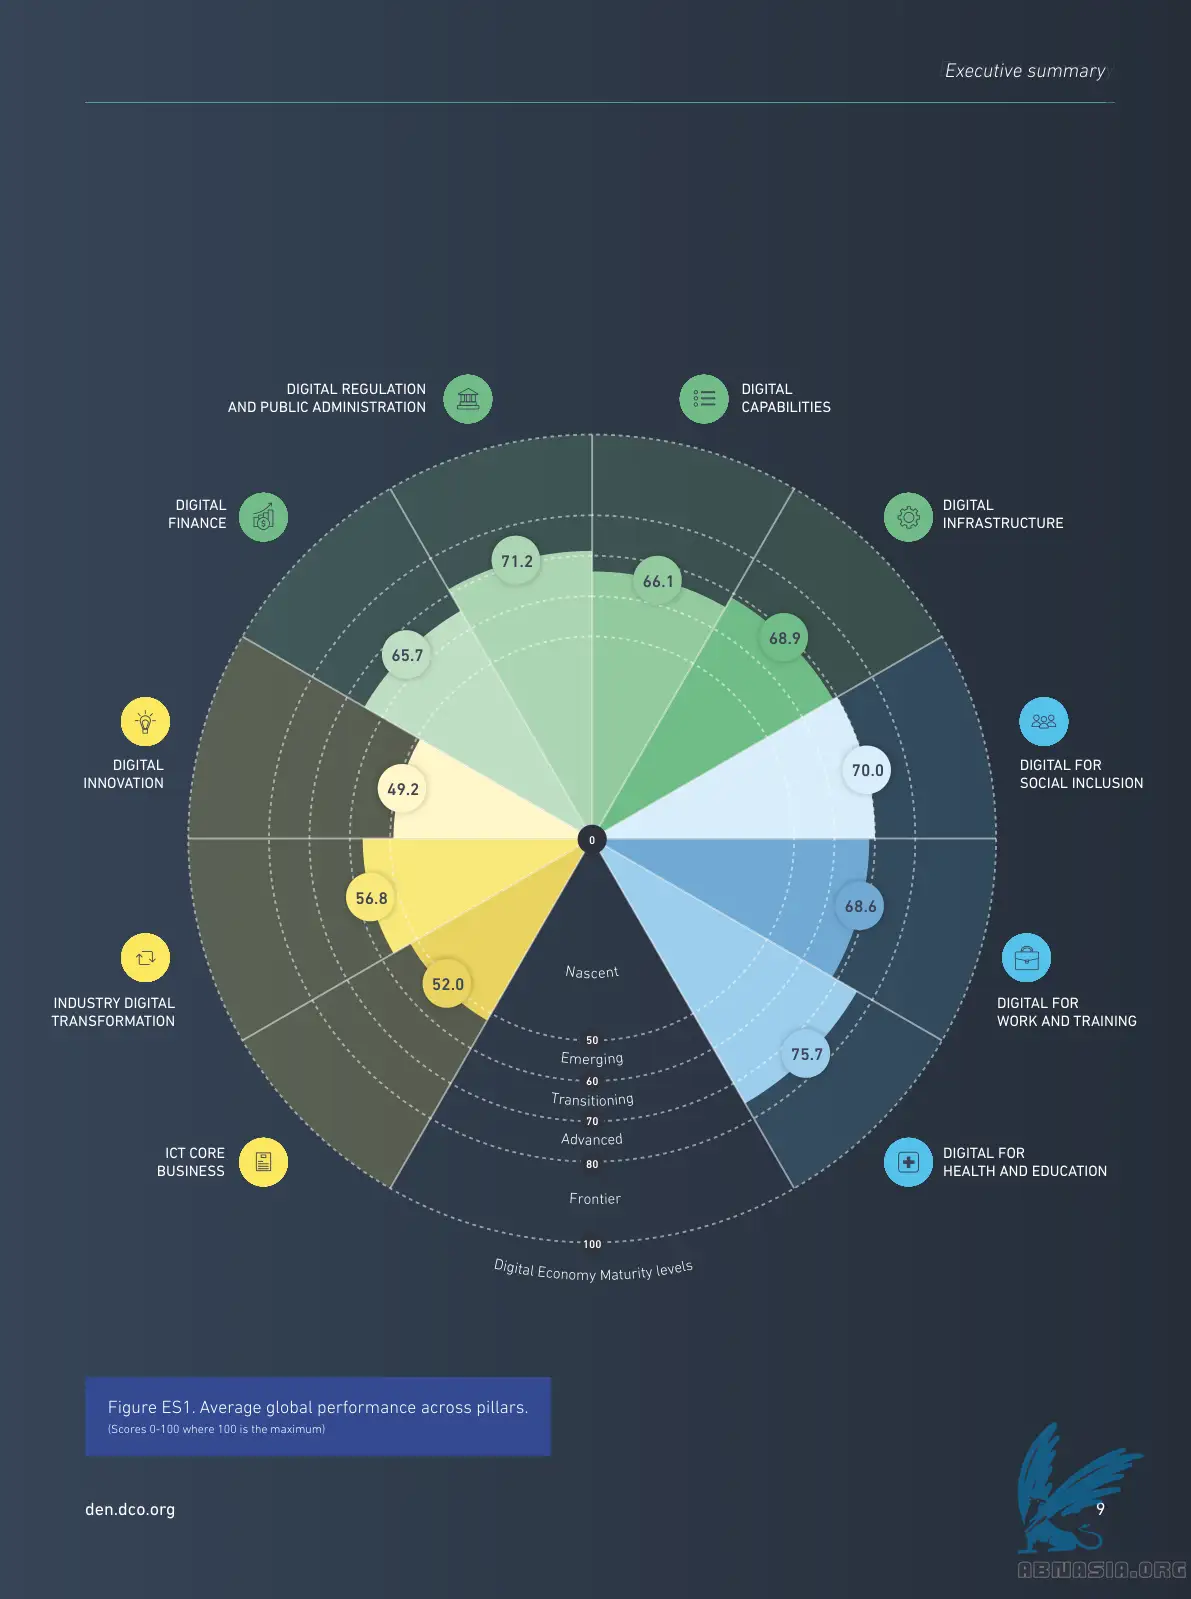 Executive summary
DIGITAL REGULATION
AND PUBLIC ADMINISTRATION
DIGITAL
CAPABILITIES
DIGITAL
FINANCE
DIGITAL
INFRASTRUCTURE
71.2
66.1
65.7
68.9
DIGITAL
INNOVATION
49.2
70.0
DIGITAL FOR
SOCIAL INCLUSION
0
56.8
68.6
INDUSTRY DIGITAL
TRANSFORMATION
52.0
75.7
DIGITAL FOR
WORK AND TRAINING
Nascent
50
Emerging
60
Transitioning
70
Advanced
80
Frontier
100
Digital Economy Maturity levels
ICT CORE
BUSINESS
DIGITAL FOR
HEALTH AND EDUCATION
Figure ES1. Average global performance across pillars.
(Scores 0-100 where 100 is the maximum)
den.dco.org
9
ABNASIA.ORG